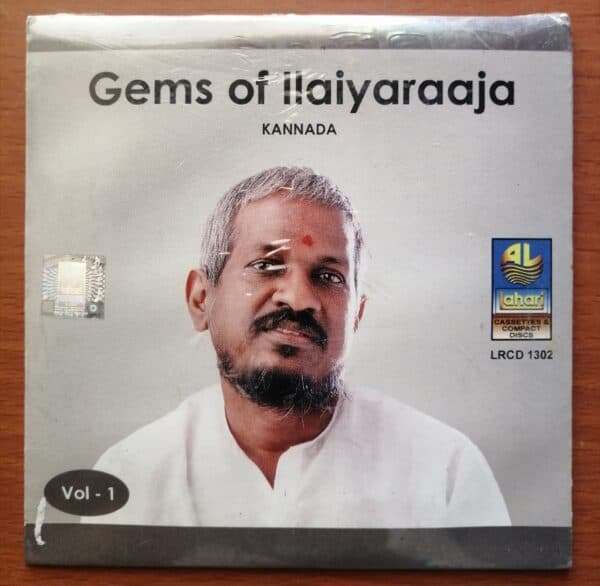 Gems of Ilaiyaraaja
KANNADA
AL
Lahari
CASSETTES &
COMPACT
DISCS
LRCD 1302
Vol - 1